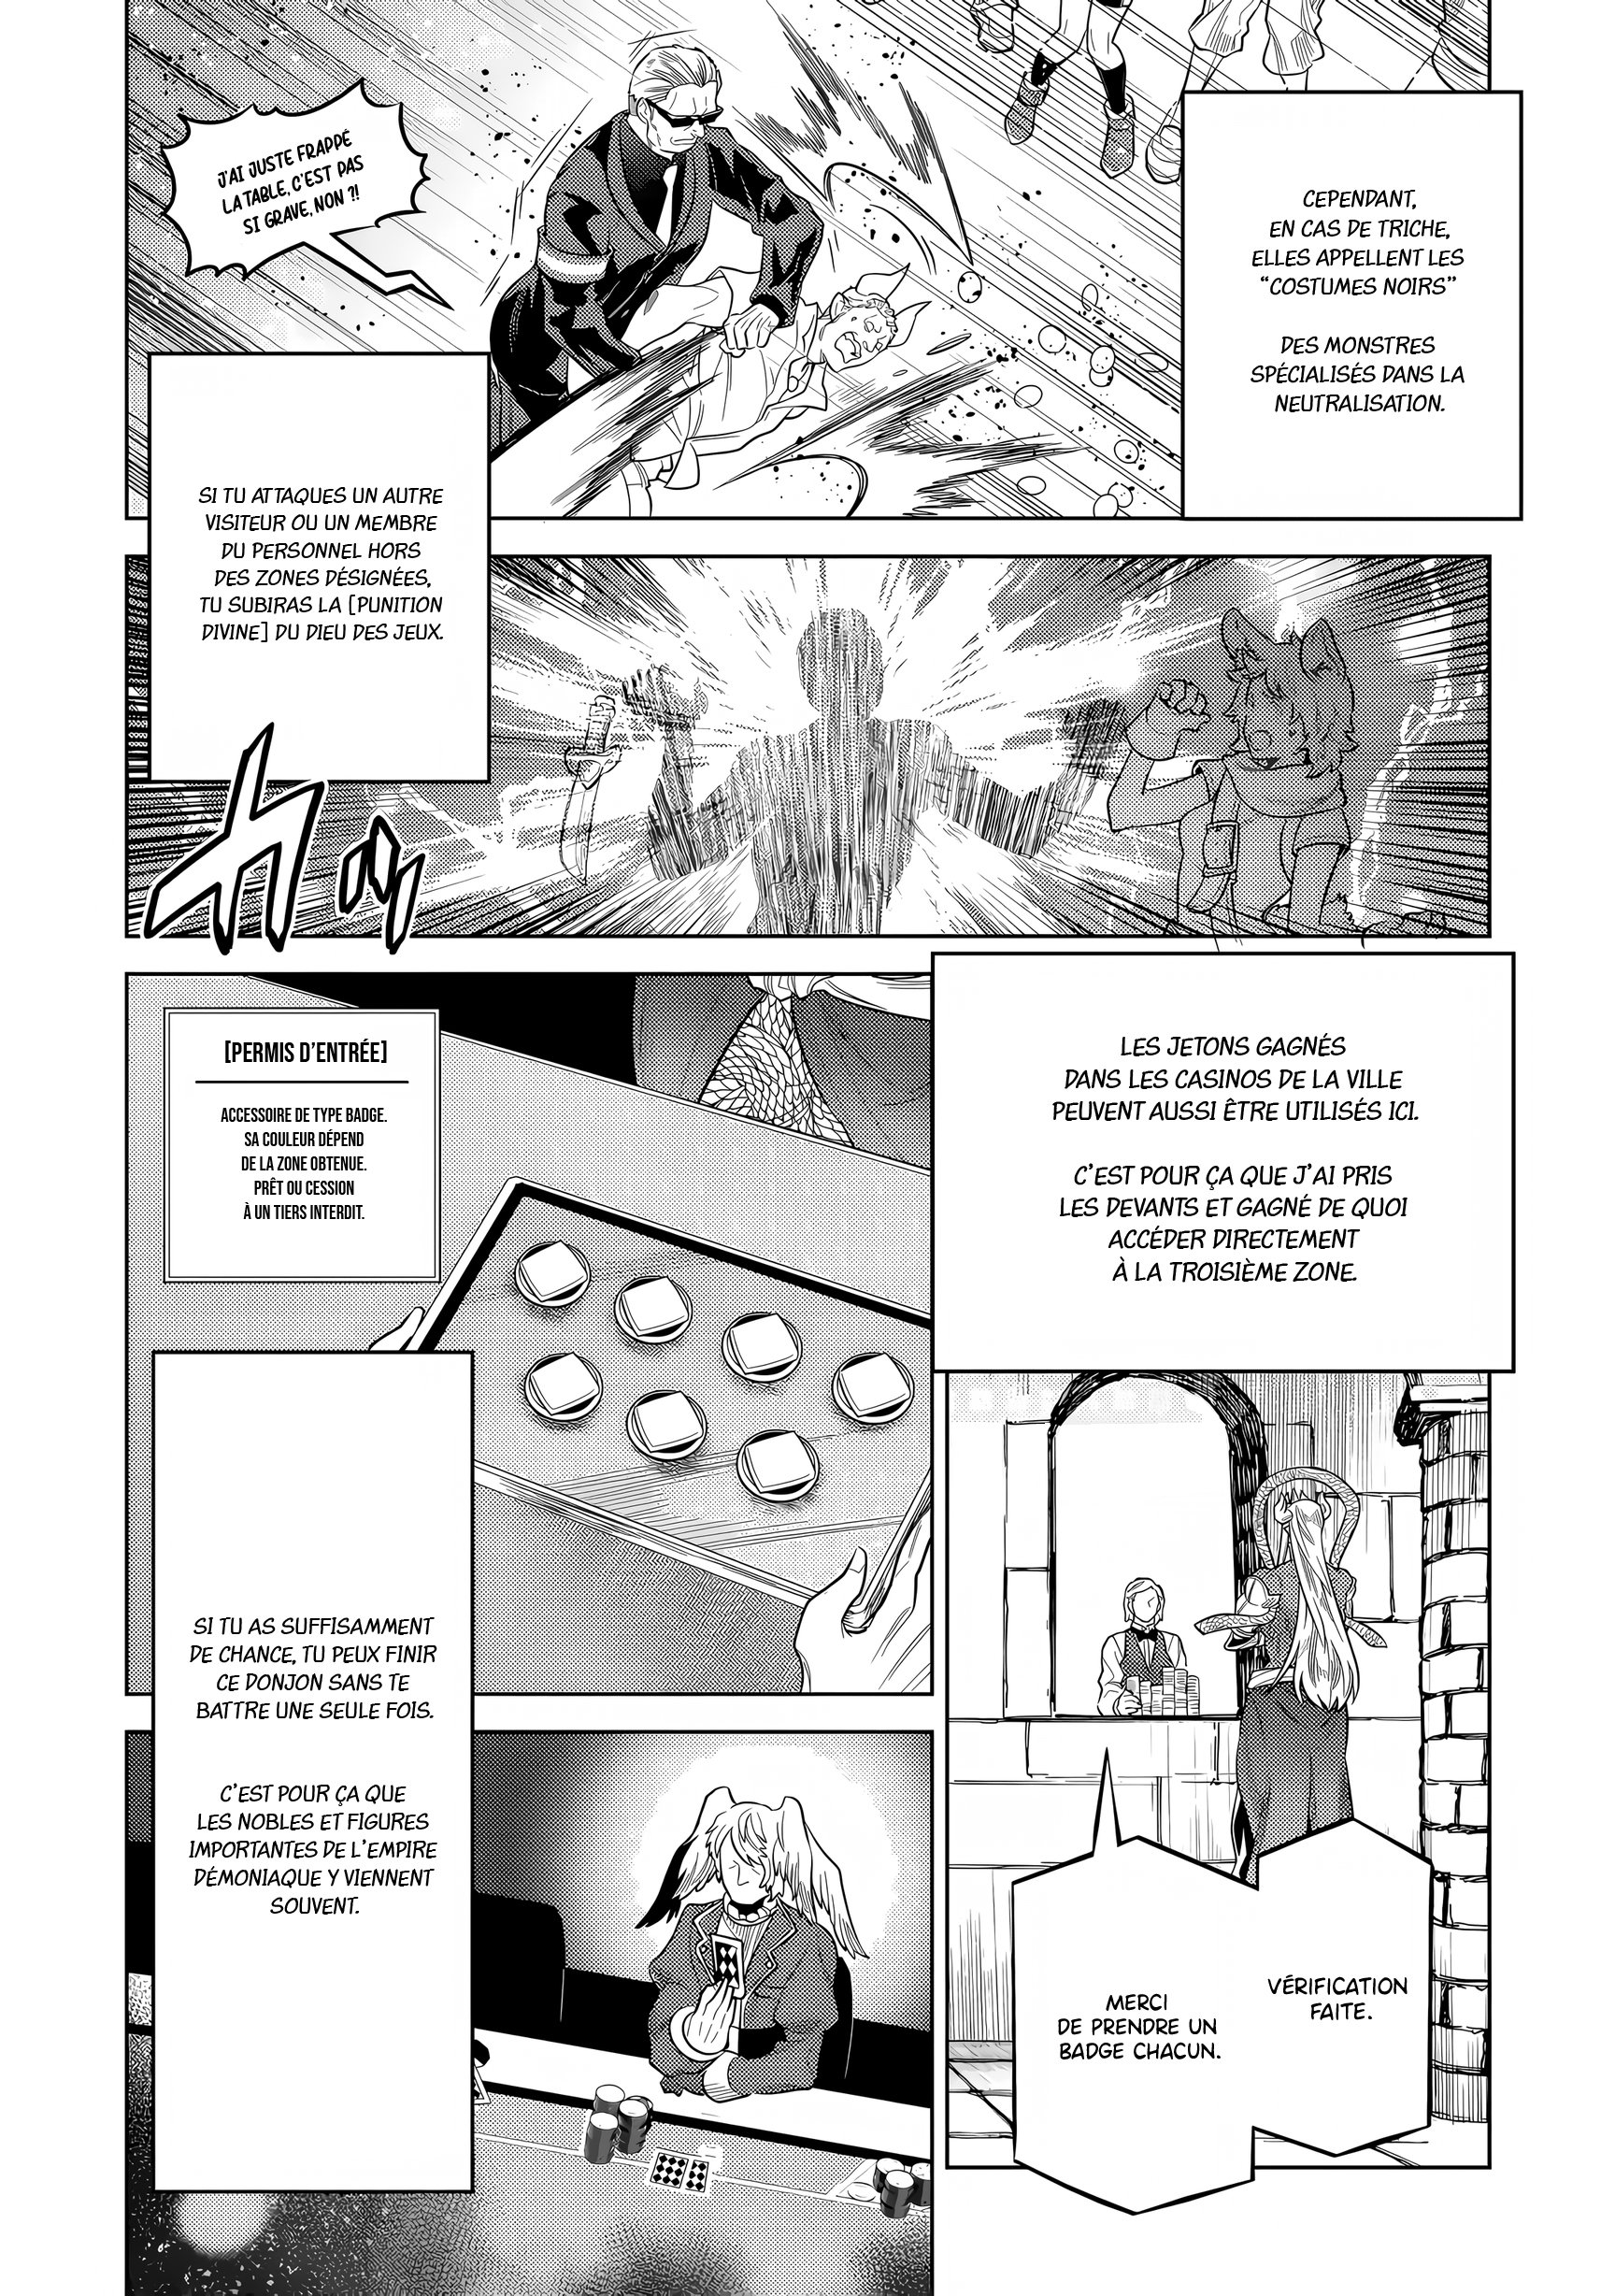 CEPENDANT,
EN CAS DE TRICHE,
ELLES APPELLENT LES
“COSTUMES NOIRS”
DES MONSTRES
SPÉCIALISÉS DANS LA
NEUTRALISATION.
J'AI JUSTE FRAPPÉ
LA TABLE, C'EST PAS
SI GRAVE, NON ?!
SI TU ATTAQUES UN AUTRE
VISITEUR OU UN MEMBRE
DU PERSONNEL HORS
DES ZONES DÉSIGNÉES,
TU SUBIRAS LA [PUNITION
DIVINE] DU DIEU DES JEUX.
カッ
LES JETONS GAGNÉS
DANS LES CASINOS DE LA VILLE
PEUVENT AUSSI ÊTRE UTILISÉS ICI.
C'EST POUR ÇA QUE J'AI PRIS
LES DEVANTS ET GAGNÉ DE QUOI
ACCÉDER DIRECTEMENT
À LA TROISIÈME ZONE.
VÉRIFICATION
FAITE.
MERCI
DE PRENDRE UN
BADGE CHACUN.
[PERMIS D'ENTRÉE]
ACCESSOIRE DE TYPE BADGE.
SA COULEUR DÉPEND
DE LA ZONE OBTENUE.
PRÊT OU CESSION
À UN TIERS INTERDIT.
SI TU AS SUFFISAMMENT
DE CHANCE, TU PEUX FINIR
CE DONJON SANS TE
BATTRE UNE SEULE FOIS.
C'EST POUR ÇA QUE
LES NOBLES ET FIGURES
IMPORTANTES DE L'EMPIRE
DÉMONIAQUE Y VIENNENT
SOUVENT.